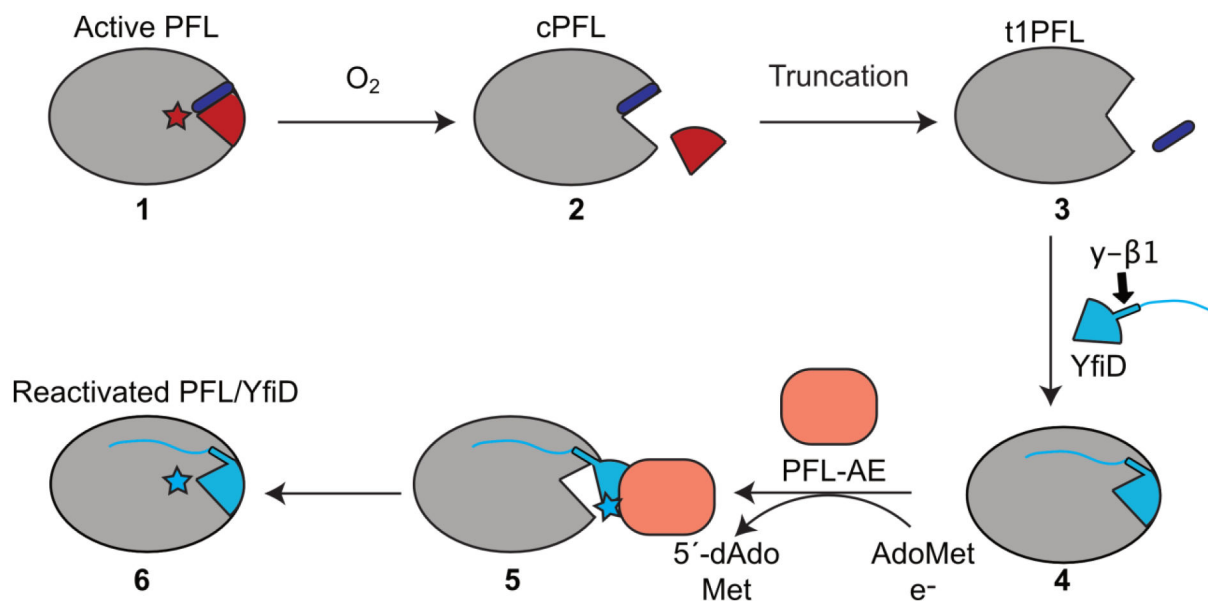 Active PFL
O₂
cPFL
Truncation
t1PFL
1
2
3
y-β1
YfiD
Reactivated PFL/YfiD
PFL-AE
5´-dAdo
Met
AdoMet
e⁻
6
5
4